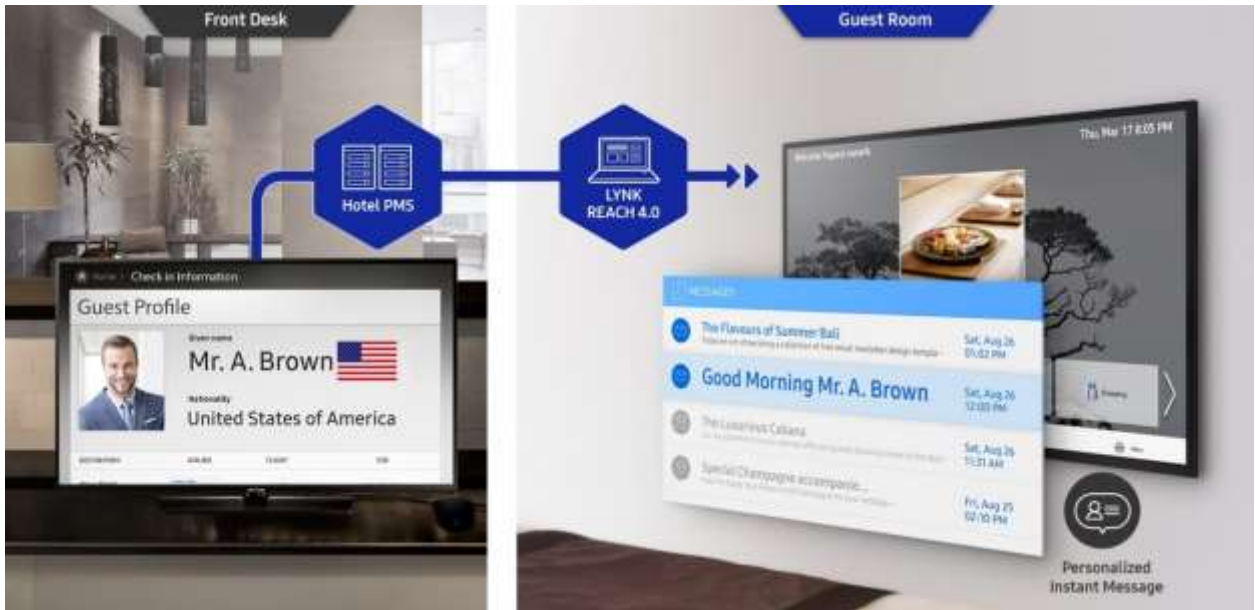 Front Desk
Hotel PMS
Home
Check in Information
Guest Profile
Given name
Mr. A. Brown
Nationality
United States of America
Guest Room
LYNK
REACH 4.0
Thu, Mar 17 8:05 PM
MESSAGES
The Flavours of Summer Bali
Sat, Aug 26
01:02 PM
Good Morning Mr. A. Brown
Sat, Aug 26
12:00 PM
The Luxurious Cabana
Sat, Aug 26
11:31 AM
Special Champagne accompanie...
Fri, Aug 25
02:10 PM
Personalized
Instant Message